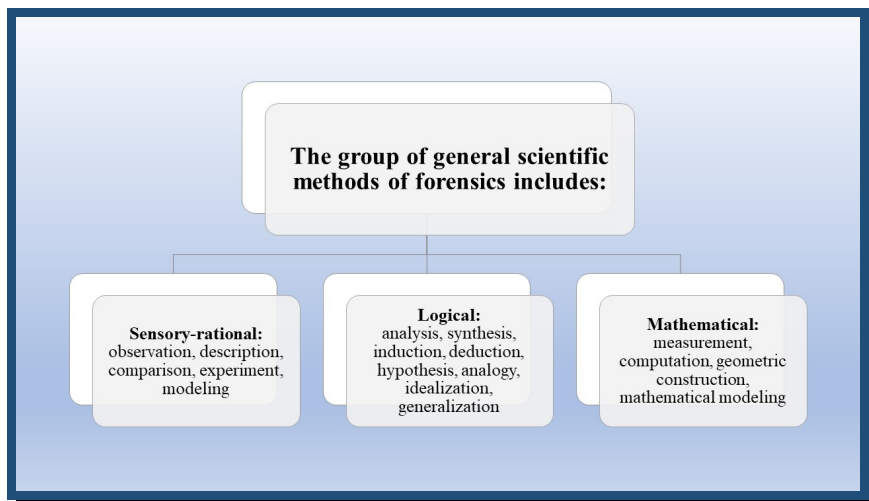 The group of general scientific
methods of forensics includes:
Sensory-rational:
observation, description,
comparison, experiment,
modeling
Logical:
analysis, synthesis,
induction, deduction,
hypothesis, analogy,
idealization,
generalization
Mathematical:
measurement,
computation, geometric
construction,
mathematical modeling